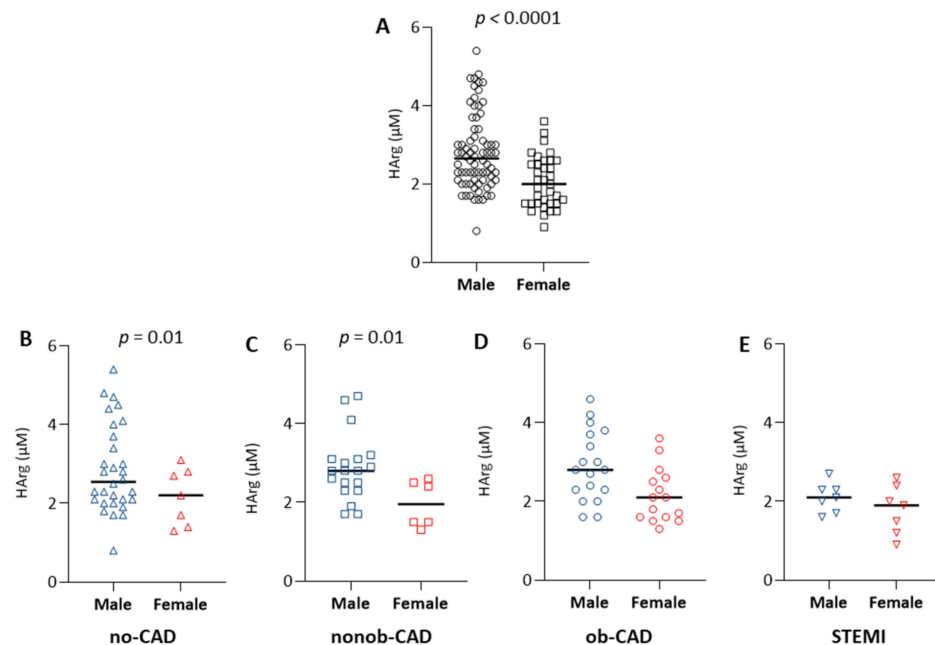 A
p < 0.0001
6
4
2
0
HArg (µM)
Male Female
B
p = 0.01
6
4
2
0
HArg (µM)
Male Female
no-CAD
C
p = 0.01
6
4
2
0
HArg (µM)
Male Female
nonob-CAD
D
6
4
2
0
HArg (µM)
Male Female
ob-CAD
E
6
4
2
0
HArg (µM)
Male Female
STEMI